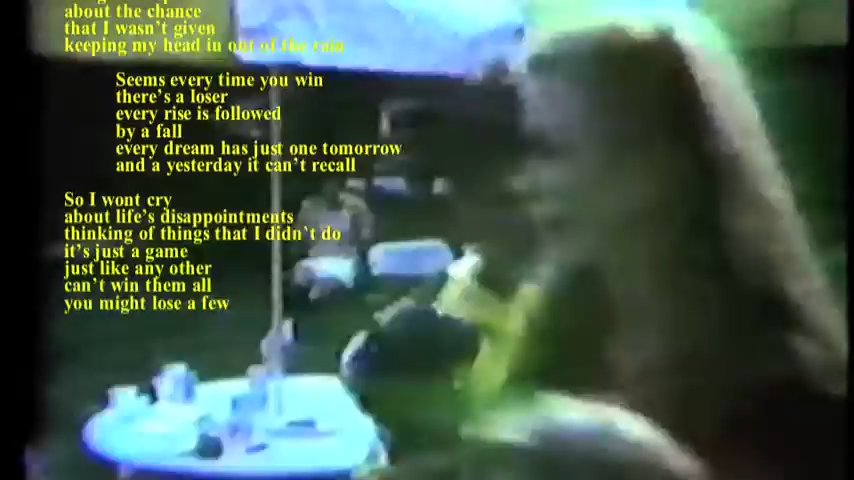 about the chance
that I wasn't given
keeping my head in out of the rain
Seems every time you win
there's a loser
every rise is followed
by a fall
every dream has just one tomorrow
and a yesterday it can't recall
So I wont cry
about life's disappointments
thinking of things that I didn't do
it's just a game
just like any other
can't win them all
you might lose a few